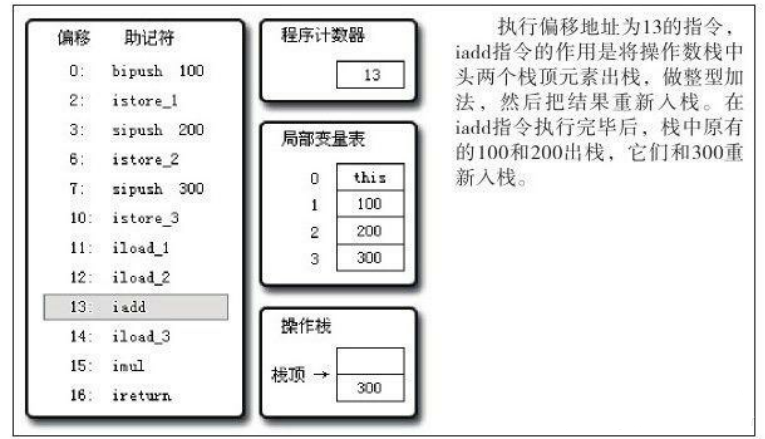 偏移 助记符
0: bipush 100
2: istore_1
3: sipush 200
6: istore_2
7: sipush 300
10: istore_3
11: iload_1
12: iload_2
13: iadd
14: iload_3
15: imul
16: ireturn
程序计数器
13
局部变量表
0 this
1 100
2 200
3 300
操作栈
栈顶 →
300
执行偏移地址为13的指令，
iadd指令的作用是将操作数栈中
头两个栈顶元素出栈，做整型加
法，然后把结果重新入栈。在
iadd指令执行完毕后，栈中原有
的100和200出栈，它们和300重
新入栈。